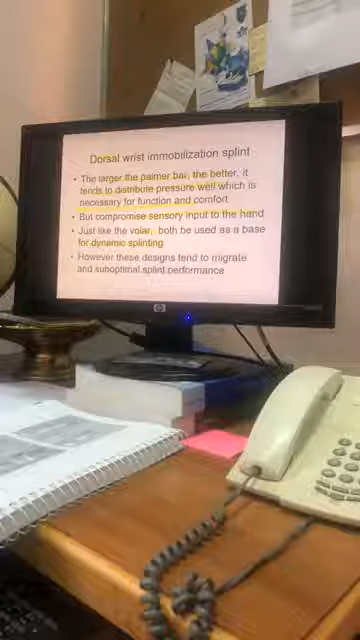 Dorsal wrist immobilization splint
• The larger the palmer bar, the better, it
tends to distribute pressure well which is
necessary for function and comfort
• But compromise sensory input to the hand
• Just like the volar, both be used as a base
for dynamic splinting
• However these designs tend to migrate
and suboptimal splint performance
hp